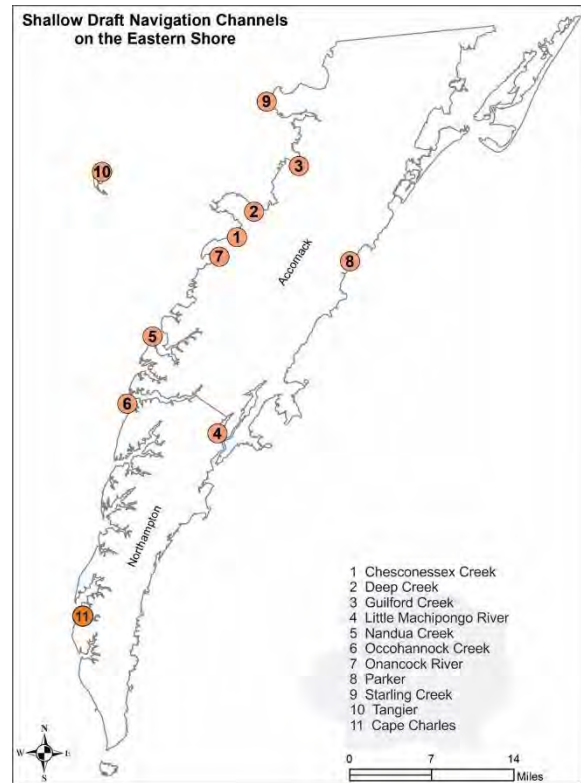 Shallow Draft Navigation Channels
on the Eastern Shore
9
10
3
2
1
7
8
Accomack
5
6
4
Northampton
11
1 Chesconessex Creek
2 Deep Creek
3 Guilford Creek
4 Little Machipongo River
5 Nandua Creek
6 Occohannock Creek
7 Onancock River
8 Parker
9 Starling Creek
10 Tangier
11 Cape Charles
N
W E
S
0 7 14
Miles